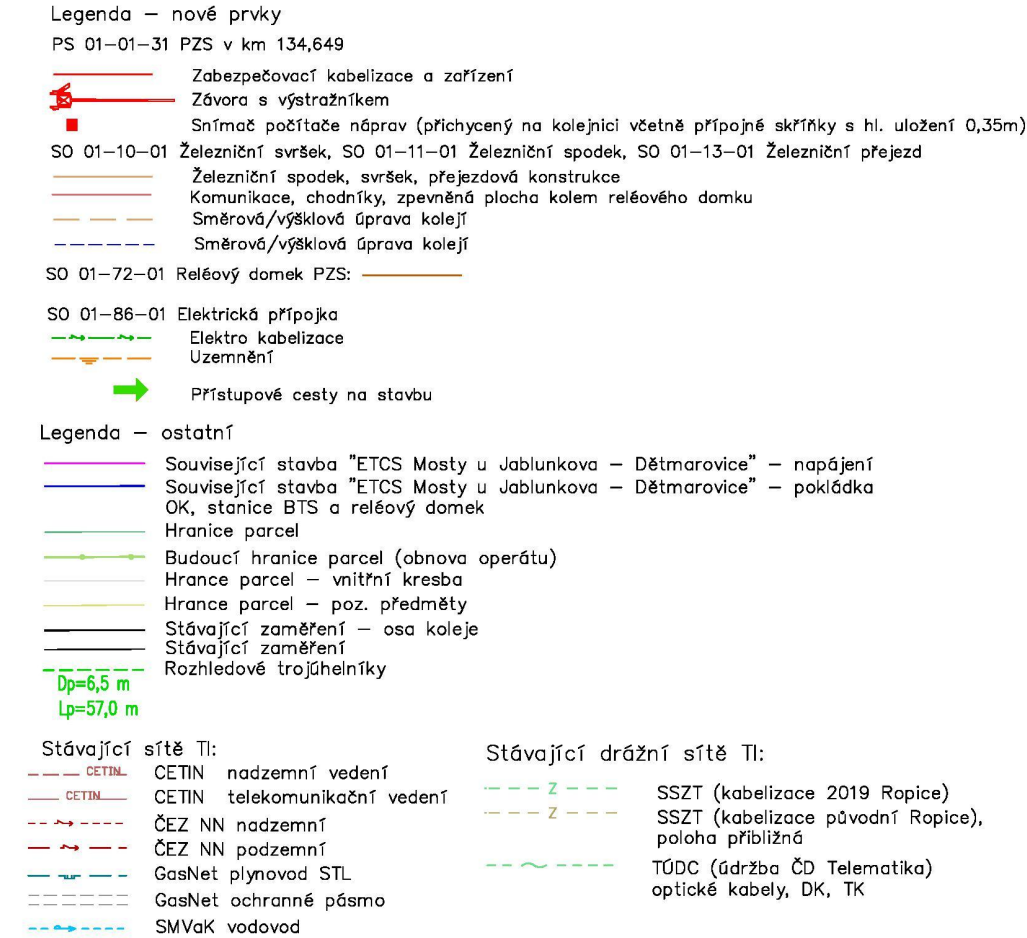 Legenda – nové prvky
PS 01-01-31 PZS v km 134,649
Zabezpečovací kabelizace a zařízení
Závora s výstražníkem
Snímač počítače náprav (přichycený na kolejnici včetně přípojné skříňky s hl. uložení 0,35m)
SO 01-10-01 Železniční svršek, SO 01-11-01 Železniční spodek, SO 01-13-01 Železniční přejezd
Železniční spodek, svršek, přejezdová konstrukce
Komunikace, chodníky, zpevněná plocha kolem reléového domku
Směrová/výšklová úprava kolejí
Směrová/výšklová úprava kolejí
SO 01-72-01 Reléový domek PZS:
SO 01-86-01 Elektrická přípojka
Elektro kabelizace
Uzemnění
Přístupové cesty na stavbu
Legenda – ostatní
Související stavba "ETCS Mosty u Jablunkova – Dětmarovice" – napájení
Související stavba "ETCS Mosty u Jablunkova – Dětmarovice" – pokládka
OK, stanice BTS a reléový domek
Hranice parcel
Budoucí hranice parcel (obnova operátu)
Hrance parcel – vnitřní kresba
Hrance parcel – poz. předměty
Stávající zaměření – osa koleje
Stávající zaměření
Rozhledové trojúhelníky
Dp=6,5 m
Lp=57,0 m
Stávající sítě TI:
CETIN CETIN nadzemní vedení
CETIN CETIN telekomunikační vedení
ČEZ NN nadzemní
ČEZ NN podzemní
GasNet plynovod STL
GasNet ochranné pásmo
SMVaK vodovod
Stávající drážní sítě TI:
Z SSZT (kabelizace 2019 Ropice)
Z SSZT (kabelizace původní Ropice),
poloha přibližná
TÚDC (údržba ČD Telematika)
optické kabely, DK, TK